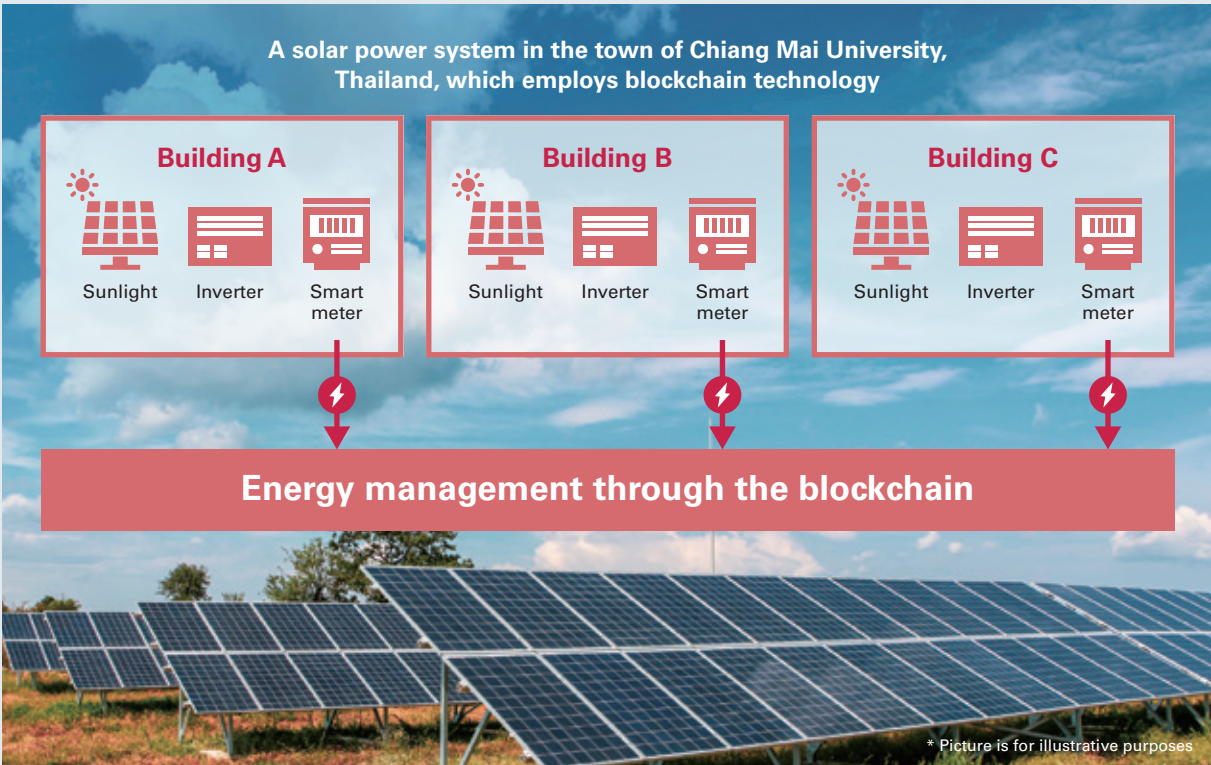 A solar power system in the town of Chiang Mai University,
Thailand, which employs blockchain technology
Building A
Sunlight
Inverter
Smart
meter
Building B
Sunlight
Inverter
Smart
meter
Building C
Sunlight
Inverter
Smart
meter
Energy management through the blockchain
* Picture is for illustrative purposes